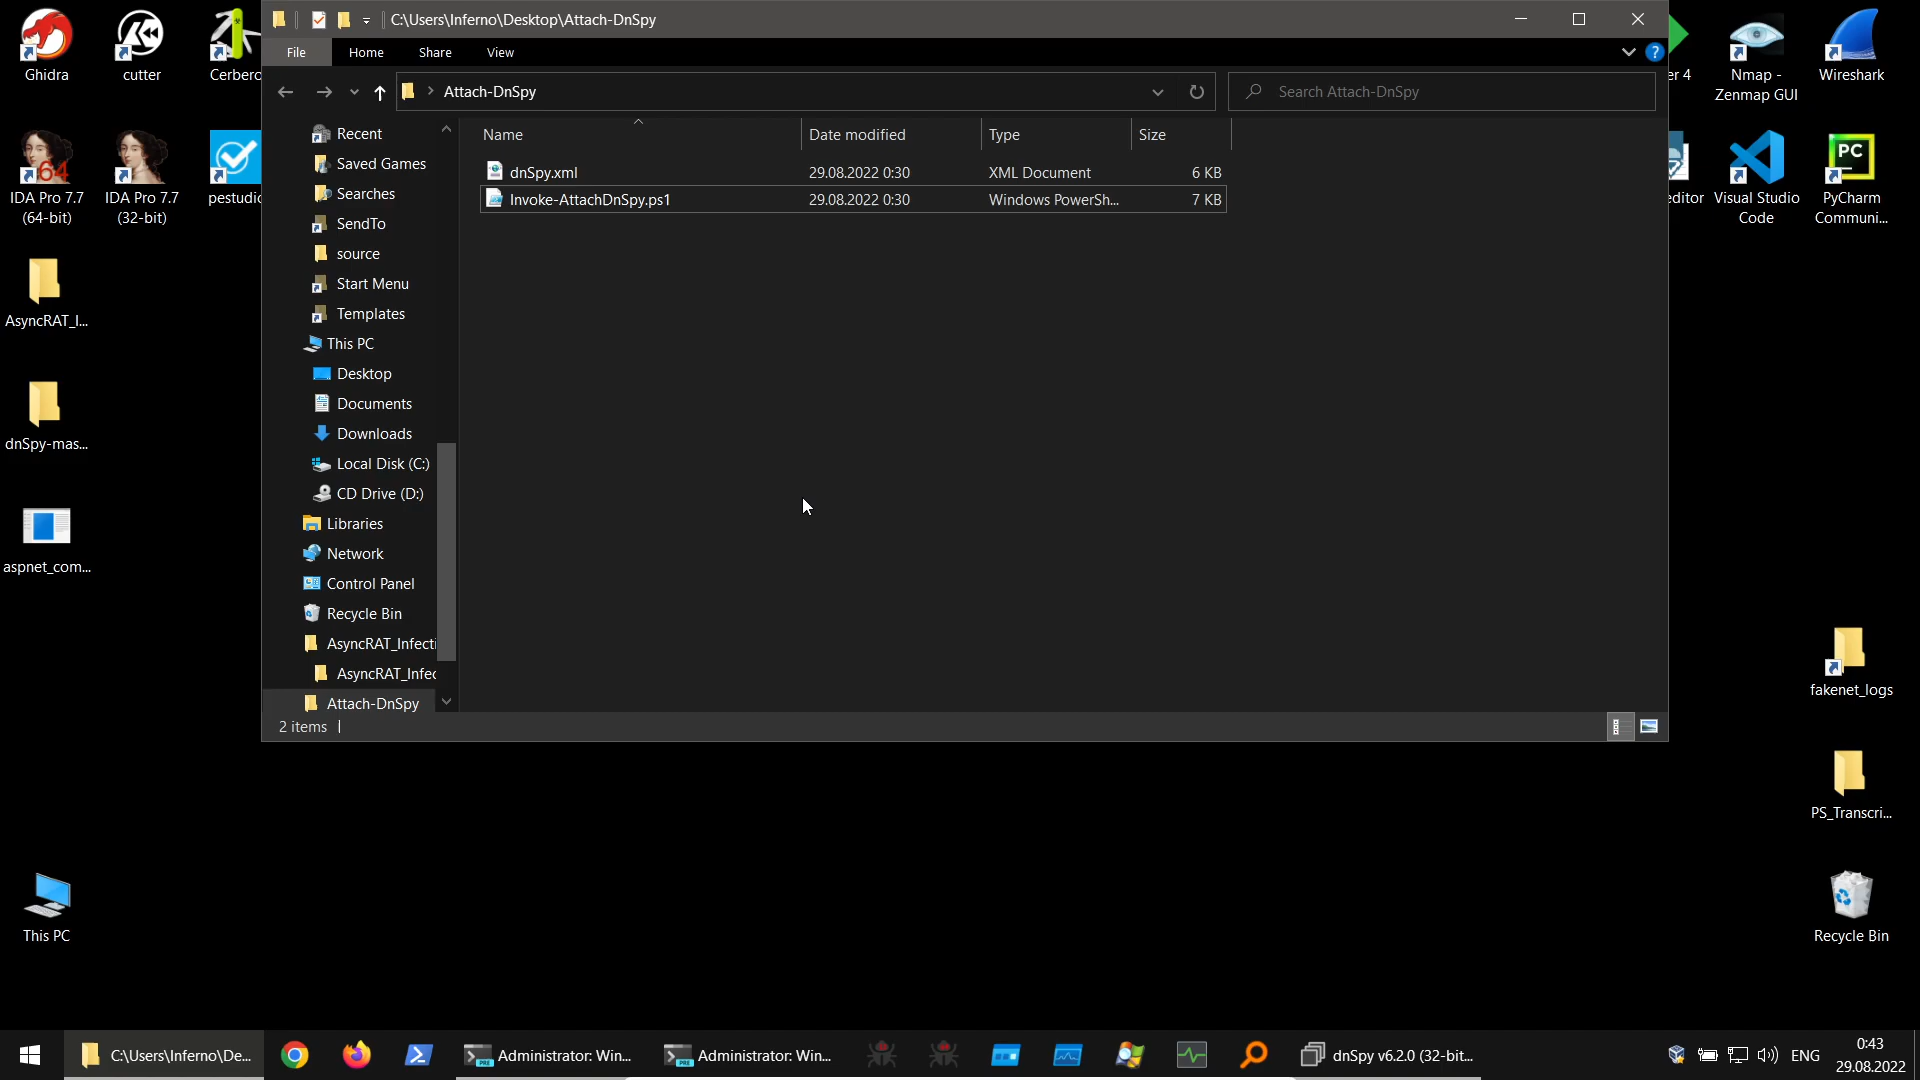 C:\Users\Inferno\Desktop\Attach-DnSpy
File Home Share View
Attach-DnSpy
Search Attach-DnSpy
Name Date modified Type Size
dnSpy.xml 29.08.2022 0:30 XML Document 6 KB
Invoke-AttachDnSpy.ps1 29.08.2022 0:30 Windows PowerSh... 7 KB
Recent
Saved Games
Searches
SendTo
source
Start Menu
Templates
This PC
Desktop
Documents
Downloads
Local Disk (C:)
CD Drive (D:)
Libraries
Network
Control Panel
Recycle Bin
AsyncRAT_Infecti
AsyncRAT_Infec
Attach-DnSpy
2 items
Ghidra
cutter
Cerbero
IDA Pro 7.7
(64-bit)
64
IDA Pro 7.7
(32-bit)
pestudio
AsyncRAT_I...
dnSpy-mas...
aspnet_com...
This PC
er 4
Nmap -
Zenmap GUI
Wireshark
editor
Visual Studio
Code
PC
PyCharm
Communi...
fakenet_logs
PS_Transcri...
Recycle Bin
C:\Users\Inferno\De...
PRE
Administrator: Win...
PRE
Administrator: Win...
dnSpy v6.2.0 (32-bit...
ENG
0:43
29.08.2022